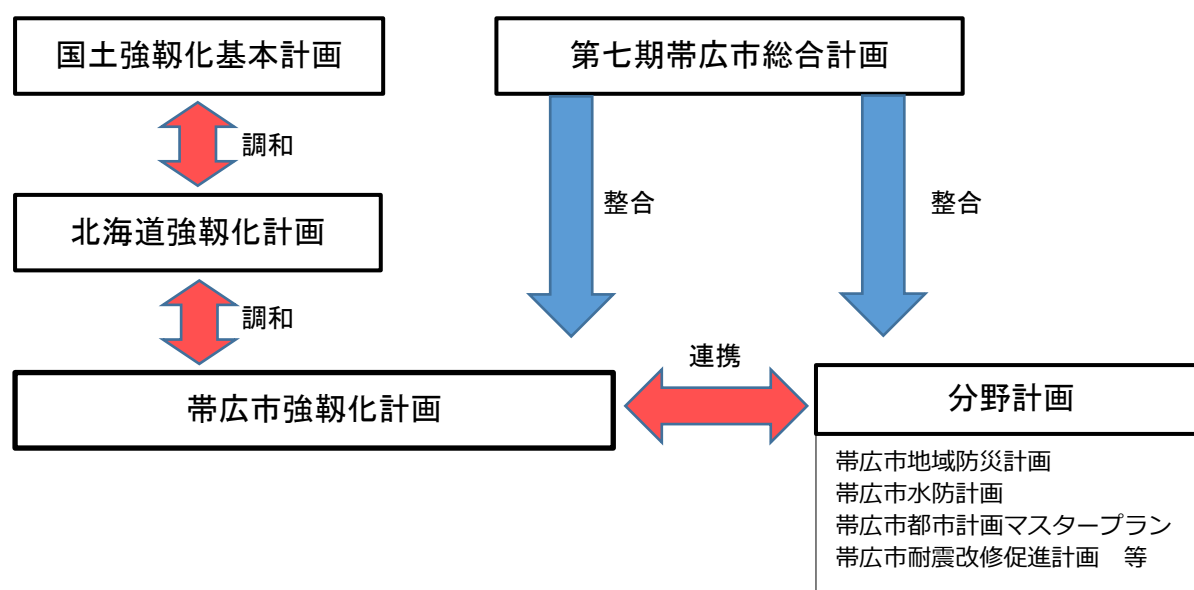 国土強靱化基本計画
第七期帯広市総合計画
調和
北海道強靱化計画
整合
整合
調和
連携
帯広市強靱化計画
分野計画
帯広市地域防災計画
帯広市水防計画
帯広市都市計画マスタープラン
帯広市耐震改修促進計画　等